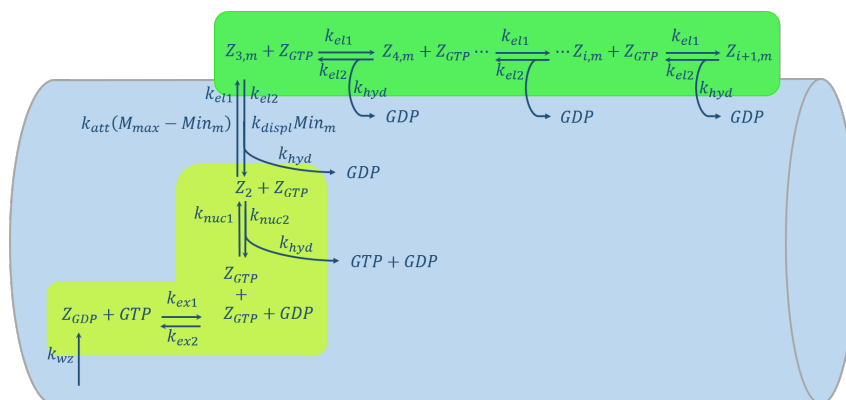 k_{el1} k_{el1} k_{el1}
Z_{3,m} + Z_{GTP} Z_{4,m} + Z_{GTP} ⋯ ⋯ Z_{i,m} + Z_{GTP} Z_{i+1,m}
k_{el2} k_{el2} k_{el2}
k_{hyd} k_{hyd} k_{hyd}
k_{el1} k_{el2}
GDP GDP GDP
k_{att}(M_{max} − Min_m) k_{displ}Min_m
k_{hyd}
GDP
Z_2 + Z_{GTP}
k_{nuc1} k_{nuc2}
k_{hyd}
GTP + GDP
Z_{GTP}
+
k_{ex1}
Z_{GDP} + GTP Z_{GTP} + GDP
k_{ex2}
k_{wz}